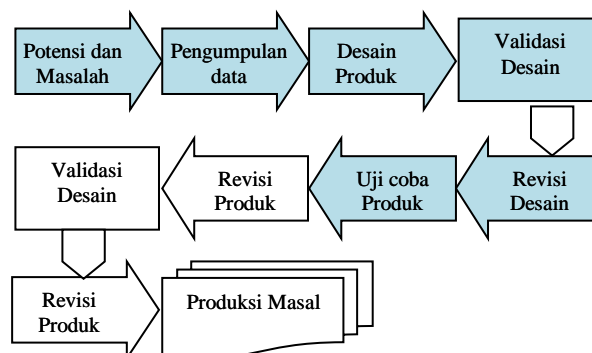 Potensi dan
Masalah
Pengumpulan
data
Desain
Produk
Validasi
Desain
Revisi
Desain
Uji coba
Produk
Revisi
Produk
Validasi
Desain
Revisi
Produk
Produksi Masal